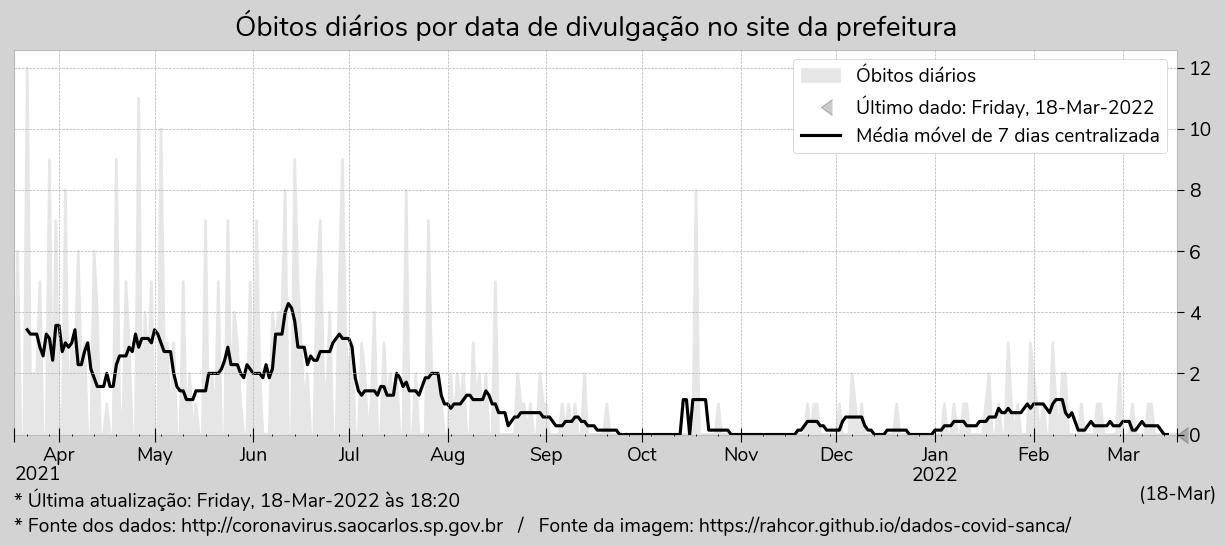 Óbitos diários por data de divulgação no site da prefeitura
Óbitos diários
Último dado: Friday, 18-Mar-2022
Média móvel de 7 dias centralizada
12
10
8
6
4
2
0
Apr May Jun Jul Aug Sep Oct Nov Dec Jan Feb Mar
2021 2022
(18-Mar)
* Última atualização: Friday, 18-Mar-2022 às 18:20
* Fonte dos dados: http://coronavirus.saocarlos.sp.gov.br / Fonte da imagem: https://rahcor.github.io/dados-covid-sanca/